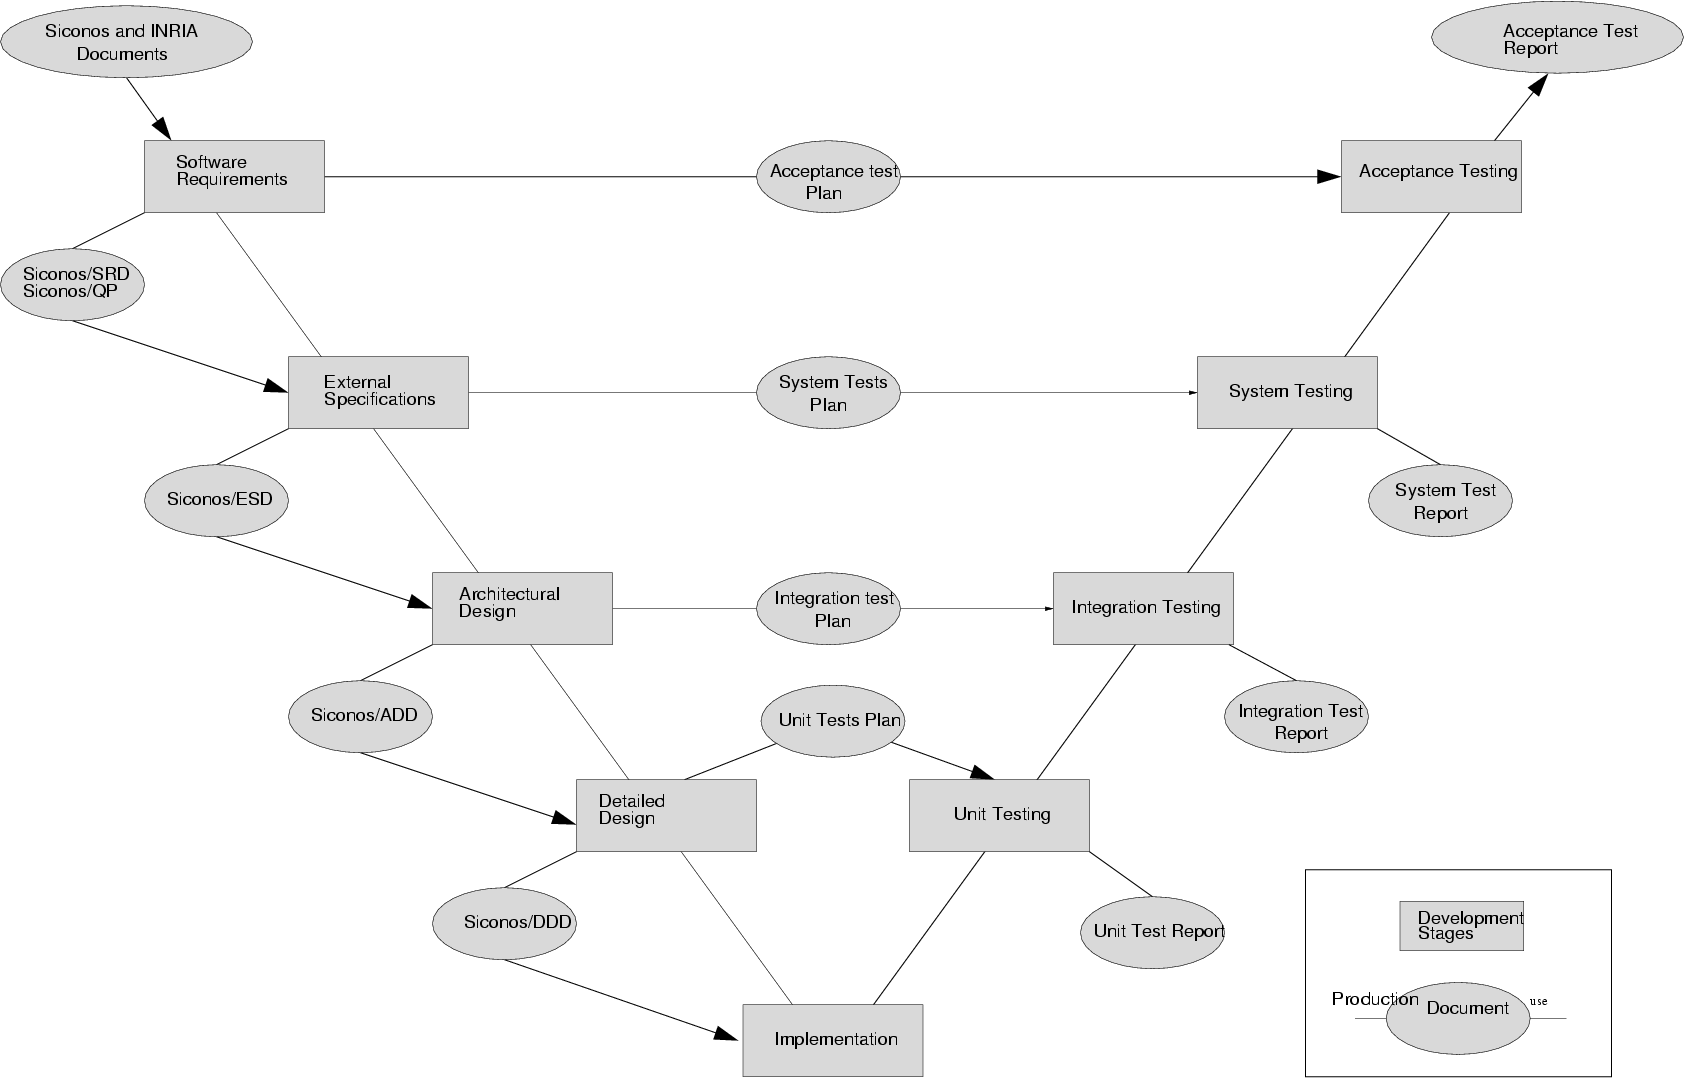 Siconos and INRIA
Documents
Acceptance Test
Report
Software
Requirements
Acceptance test
Plan
Acceptance Testing
Siconos/SRD
Siconos/QP
External
Specifications
System Tests
Plan
System Testing
Siconos/ESD
System Test
Report
Architectural
Design
Integration test
Plan
Integration Testing
Siconos/ADD
Unit Tests Plan
Integration Test
Report
Detailed
Design
Unit Testing
Siconos/DDD
Unit Test Report
Implementation
Development
Stages
Production
Document
use